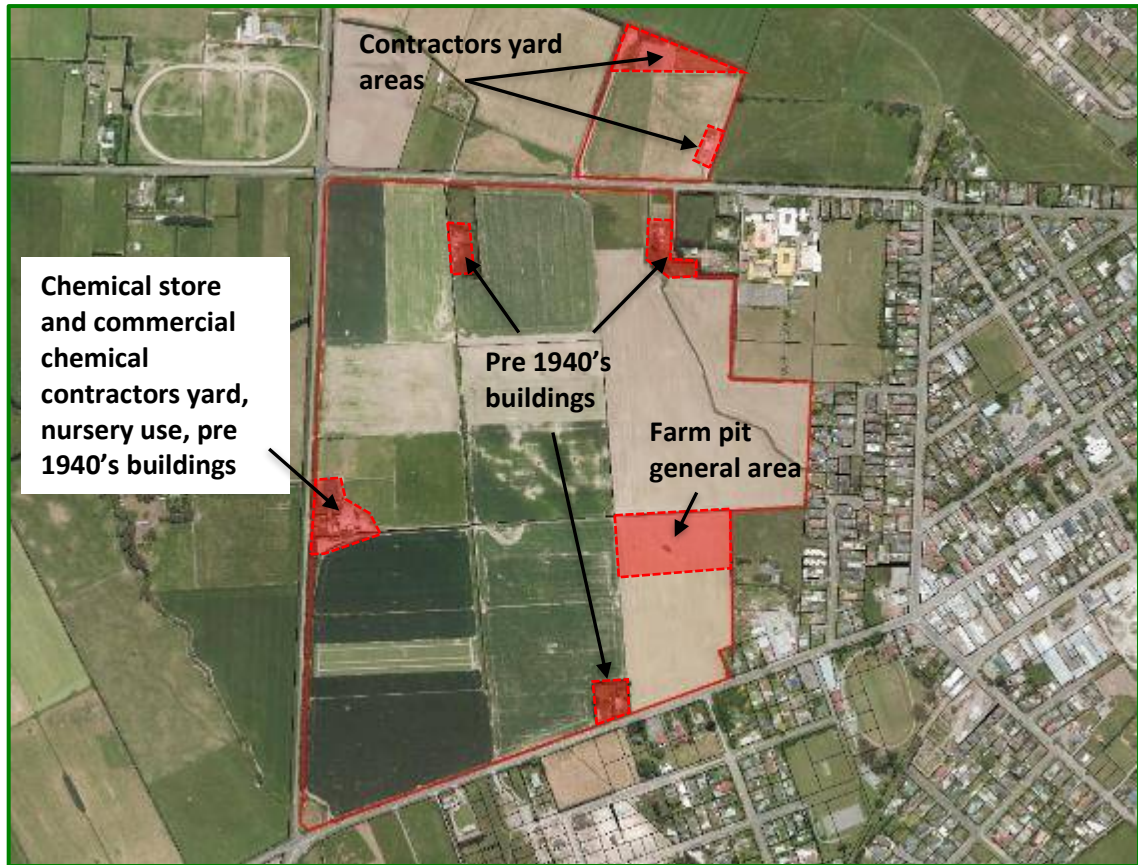 Contractors yard
areas
Chemical store
and commercial
chemical
contractors yard,
nursery use, pre
1940’s buildings
Pre 1940’s
buildings
Farm pit
general area